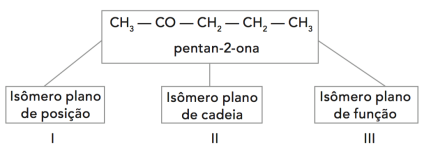 CH₃ — CO — CH₂ — CH₂ — CH₃
pentan-2-ona
Isômero plano
de posição
Isômero plano
de cadeia
Isômero plano
de função
I
II
III